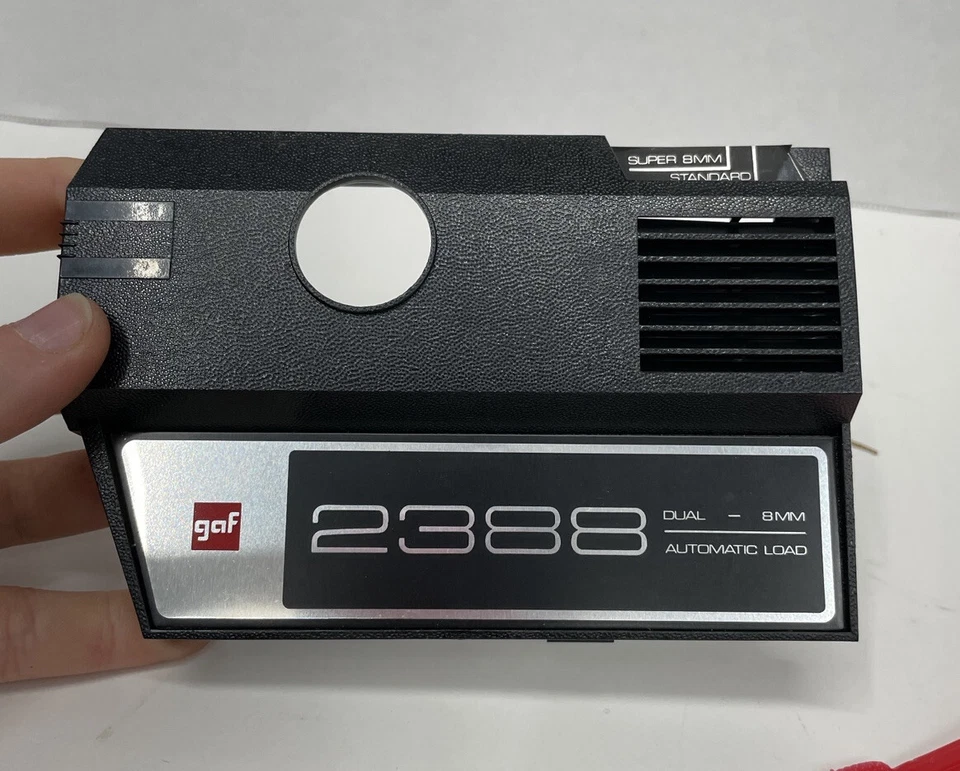 SUPER 8MM
STANDARD
gaf
2388
DUAL – 8MM
AUTOMATIC LOAD